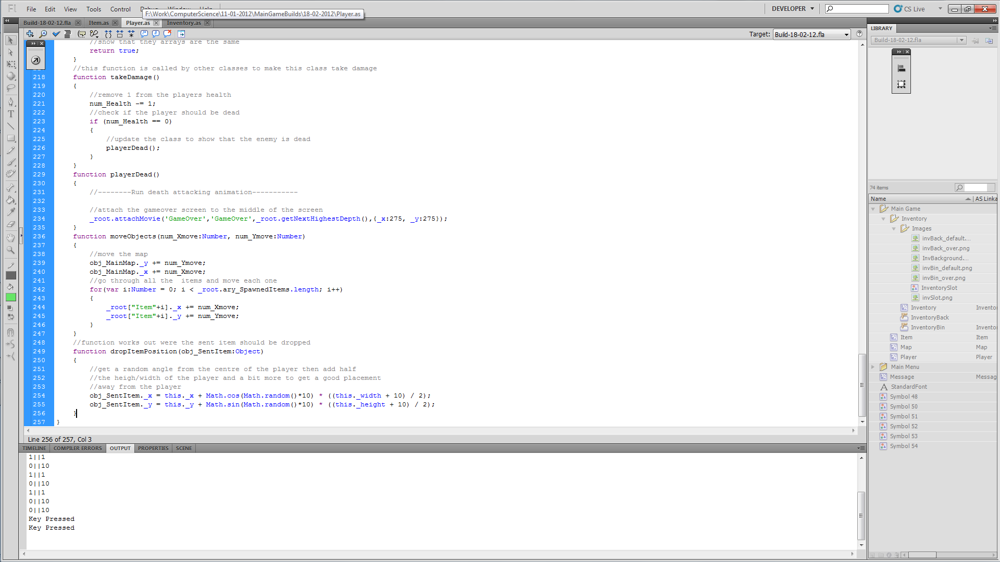 Fl File Edit View Tools Control Debug Window Help DEVELOPER CS Live
F:\Work\ComputerScience\11-01-2012\MainGameBuilds\18-02-2012\Player.as
Build-18-02-12.fla Item.as Player.as Inventory.as
Target: Build-18-02-12.fla
//show that they arrays are the same
return true;
}
//this function is called by other classes to make this class take damage
218 function takeDamage()
219 {
220 //remove 1 from the players health
221 num_Health -= 1;
222 //check if the player should be dead
223 if (num_Health == 0)
224 {
225 //update the class to show that the enemy is dead
226 playerDead();
227 }
228 }
229 function playerDead()
230 {
231 //--------Run death attacking animation-----------
232
233 //attach the gameover screen to the middle of the screen
234 _root.attachMovie('GameOver','GameOver',_root.getNextHighestDepth(),{_x:275, _y:275});
235 }
236 function moveObjects(num_Xmove:Number, num_Ymove:Number)
237 {
238 //move the map
239 obj_MainMap._y += num_Ymove;
240 obj_MainMap._x += num_Xmove;
241 //go through all the  items and move each one
242 for(var i:Number = 0; i < _root.ary_SpawnedItems.length; i++)
243 {
244 _root["Item"+i]._x += num_Xmove;
245 _root["Item"+i]._y += num_Ymove;
246 }
247 }
248 //function works out were the sent item should be dropped
249 function dropItemPosition(obj_SentItem:Object)
250 {
251 //get a random angle from the centre of the player then add half
252 //the heigh/width of the player and a bit more to get a good placement
253 //away from the player
254 obj_SentItem._x = this._x + Math.cos(Math.random()*10) * ((this._width + 10) / 2);
255 obj_SentItem._y = this._y + Math.sin(Math.random()*10) * ((this._height + 10) / 2);
256 }
257 }
Line 256 of 257, Col 3
TIMELINE COMPILER ERRORS OUTPUT PROPERTIES SCENE
1||1
0||10
1||1
0||10
1||1
0||10
0||10
Key Pressed
Key Pressed
LIBRARY
Build-18-02-12.fla
74 items
Name AS Linka
Main Game
Inventory
Images
invBack_default....
invBack_over.png
InvBackground....
invBin_default.png
invBin_over.png
InventorySlot
invSlot.png
Inventory Invento
InventoryBack
InventoryBin Invento
Item Item
Map Map
Player Player
Main Menu
Message Messag
StandardFont
Symbol 48
Symbol 50
Symbol 51
Symbol 52
Symbol 53
Symbol 54